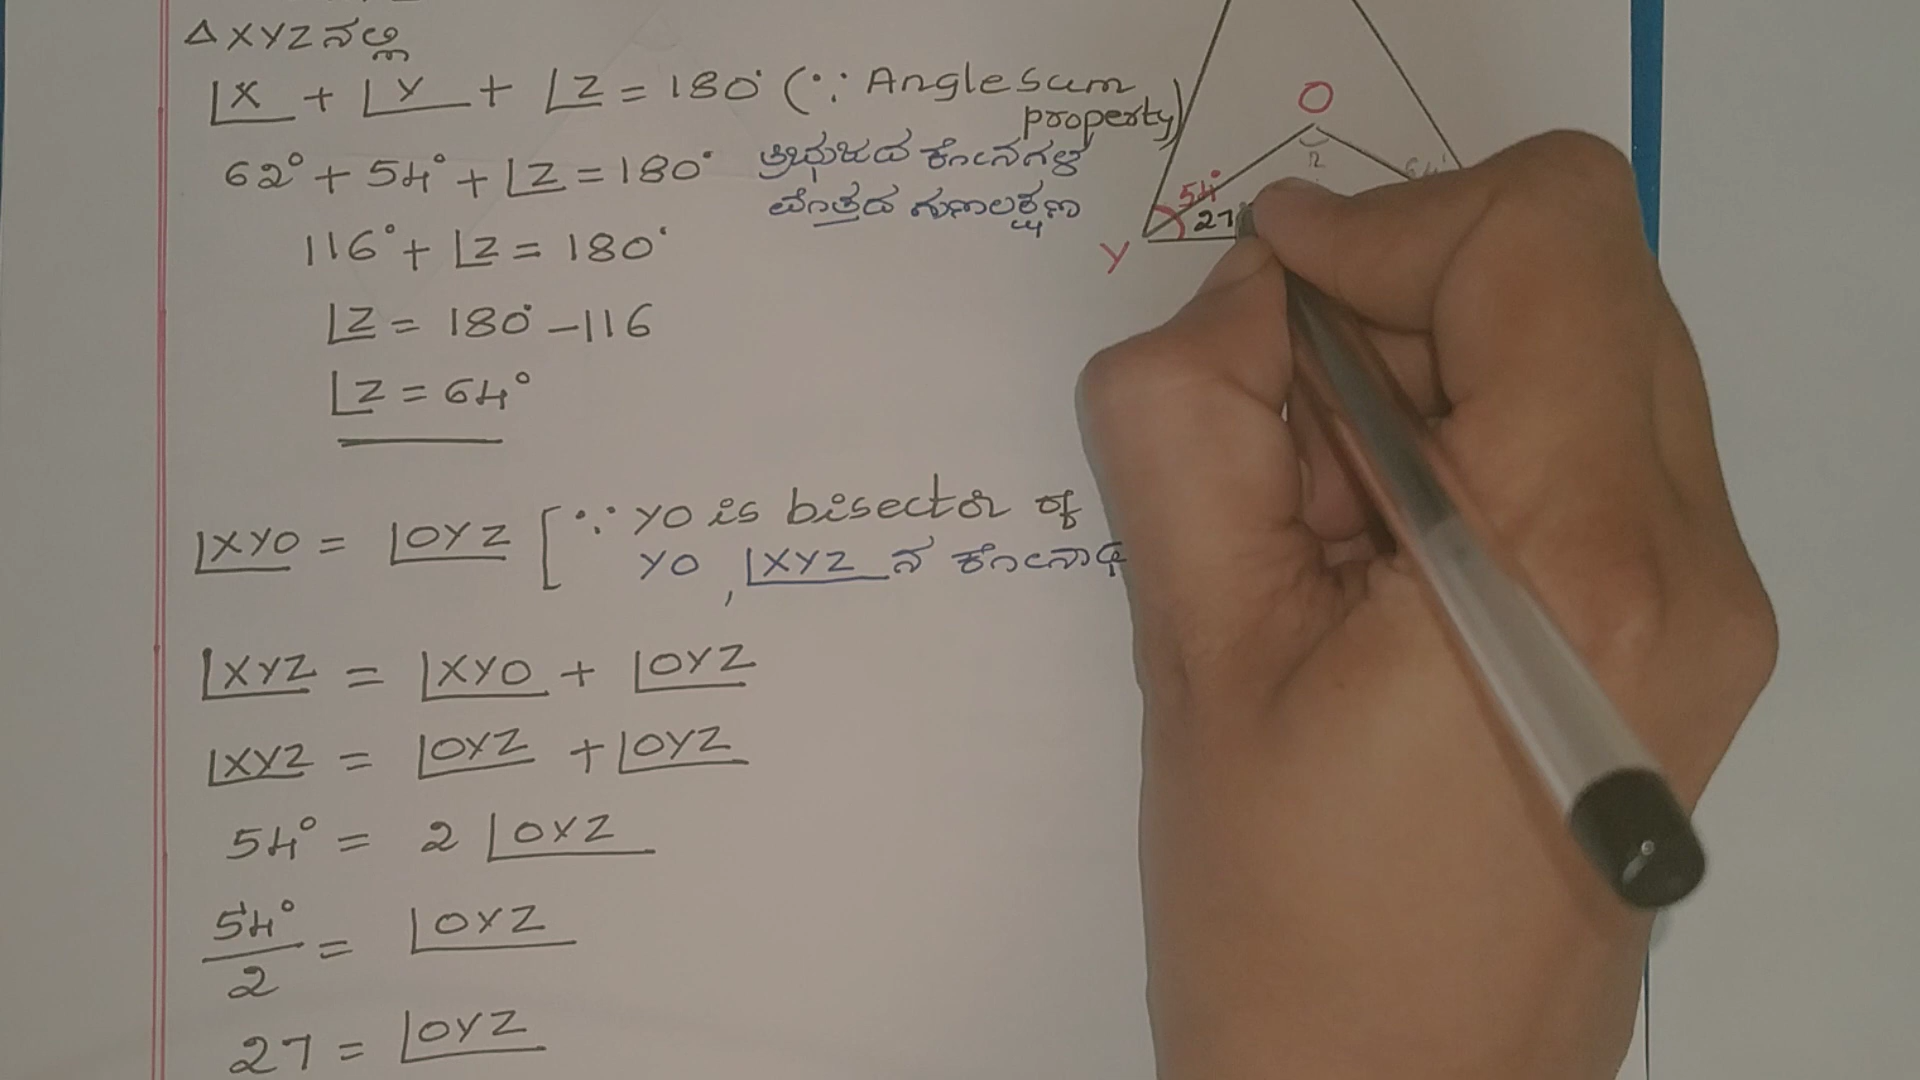 Δ XYZ ನಲ್ಲಿ
∠X + ∠Y + ∠Z = 180° (∵ Angle Sum property)
62° + 54° + ∠Z = 180°
ತ್ರಿಭುಜದ ಕೋನಗಳ
ಮೊತ್ತದ ಗುಣಲಕ್ಷಣ
116° + ∠Z = 180°
∠Z = 180° - 116
∠Z = 64°
∠XYO = ∠OYZ [∵ YO is bisector of
YO, ∠XYZ ನ
∠XYZ = ∠XYO + ∠OYZ
∠XYZ = ∠OYZ + ∠OYZ
54° = 2 ∠OYZ
54°/2 = ∠OYZ
27 = ∠OYZ
O
54°
27
Y